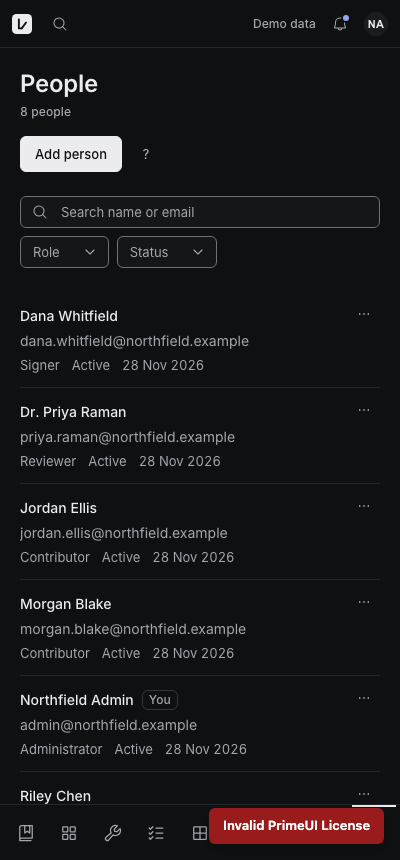 Demo data
NA
People
8 people
Add person
?
Search name or email
Role
Status
Dana Whitfield
...
dana.whitfield@northfield.example
Signer Active 28 Nov 2026
Dr. Priya Raman
...
priya.raman@northfield.example
Reviewer Active 28 Nov 2026
Jordan Ellis
...
jordan.ellis@northfield.example
Contributor Active 28 Nov 2026
Morgan Blake
...
morgan.blake@northfield.example
Contributor Active 28 Nov 2026
Northfield Admin You
...
admin@northfield.example
Administrator Active 28 Nov 2026
Riley Chen
...
Invalid PrimeUI License